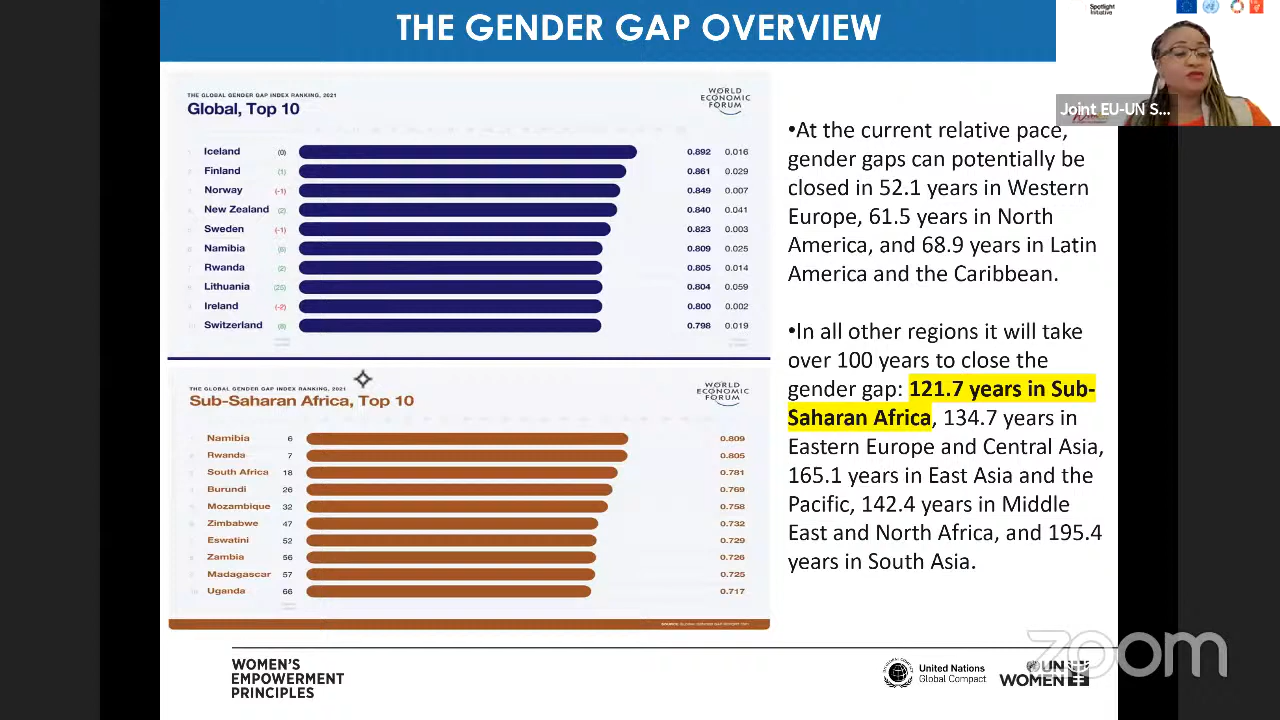 THE GENDER GAP OVERVIEW
Spotlight
Initiative
Joint EU-UN S...
THE GLOBAL GENDER GAP INDEX RANKING, 2021
Global, Top 10
WORLD
ECONOMIC
FORUM
Iceland (0) 0.892 0.016
Finland (1) 0.861 0.029
Norway (-1) 0.849 0.007
New Zealand (2) 0.840 0.041
Sweden (-1) 0.823 0.003
Namibia (6) 0.809 0.025
Rwanda (2) 0.805 0.014
Lithuania (25) 0.804 0.059
Ireland (-2) 0.800 0.002
Switzerland (8) 0.798 0.019
THE GLOBAL GENDER GAP INDEX RANKING, 2021
Sub-Saharan Africa, Top 10
WORLD
ECONOMIC
FORUM
Namibia 6 0.809
Rwanda 7 0.805
South Africa 18 0.781
Burundi 26 0.769
Mozambique 32 0.758
Zimbabwe 47 0.732
Eswatini 52 0.729
Zambia 56 0.726
Madagascar 57 0.725
Uganda 66 0.717
•At the current relative pace,
gender gaps can potentially be
closed in 52.1 years in Western
Europe, 61.5 years in North
America, and 68.9 years in Latin
America and the Caribbean.
•In all other regions it will take
over 100 years to close the
gender gap: 121.7 years in Sub-
Saharan Africa, 134.7 years in
Eastern Europe and Central Asia,
165.1 years in East Asia and the
Pacific, 142.4 years in Middle
East and North Africa, and 195.4
years in South Asia.
WOMEN'S
EMPOWERMENT
PRINCIPLES
United Nations
Global Compact
UN
WOMEN
zoom